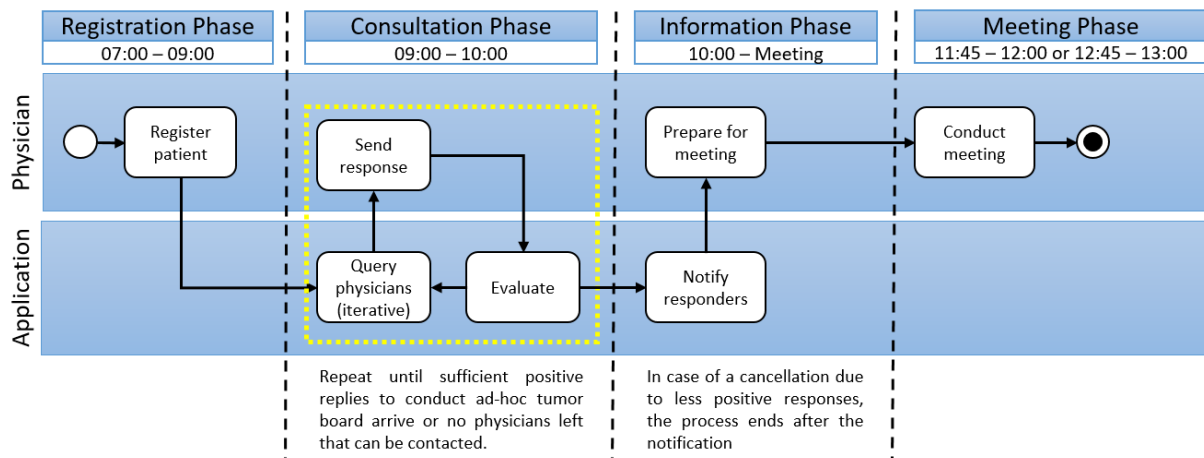 Registration Phase
07:00 – 09:00
Consultation Phase
09:00 – 10:00
Information Phase
10:00 – Meeting
Meeting Phase
11:45 – 12:00 or 12:45 – 13:00
Physician
Register
patient
Send
response
Prepare for
meeting
Conduct
meeting
Application
Query
physicians
(iterative)
Evaluate
Notify
responders
Repeat until sufficient positive
replies to conduct ad-hoc tumor
board arrive or no physicians left
that can be contacted.
In case of a cancellation due
to less positive responses,
the process ends after the
notification